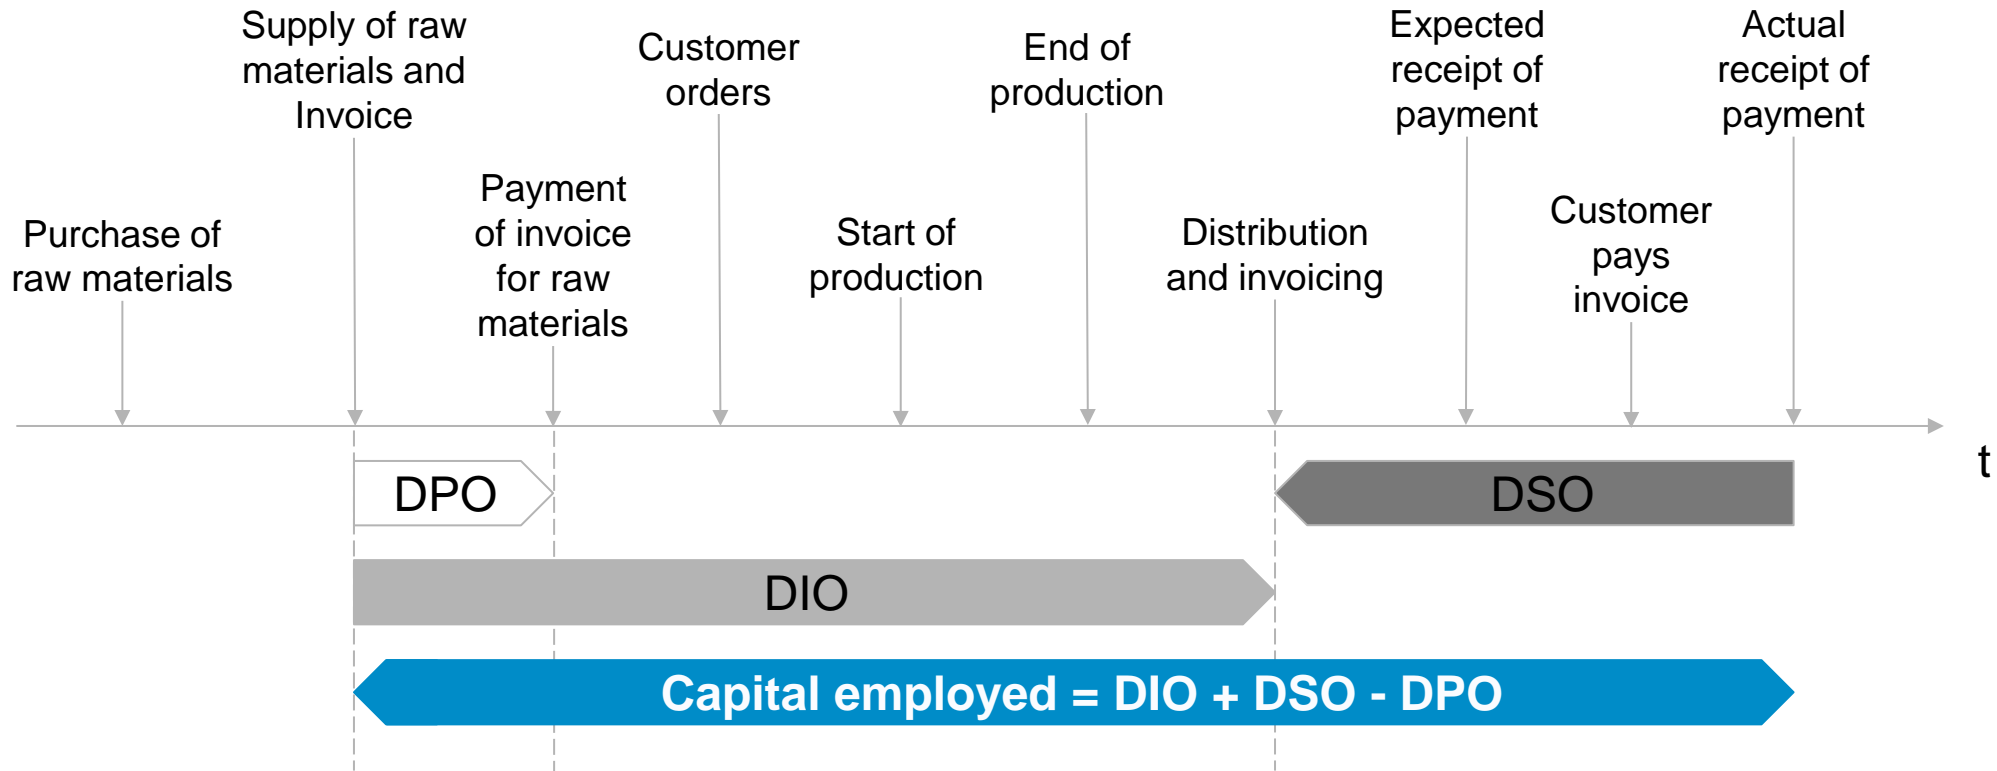 Purchase of
raw materials
Supply of raw
materials and
Invoice
Payment
of invoice
for raw
materials
Customer
orders
Start of
production
End of
production
Distribution
and invoicing
Expected
receipt of
payment
Customer
pays
invoice
Actual
receipt of
payment
t
DPO
DSO
DIO
Capital employed = DIO + DSO - DPO